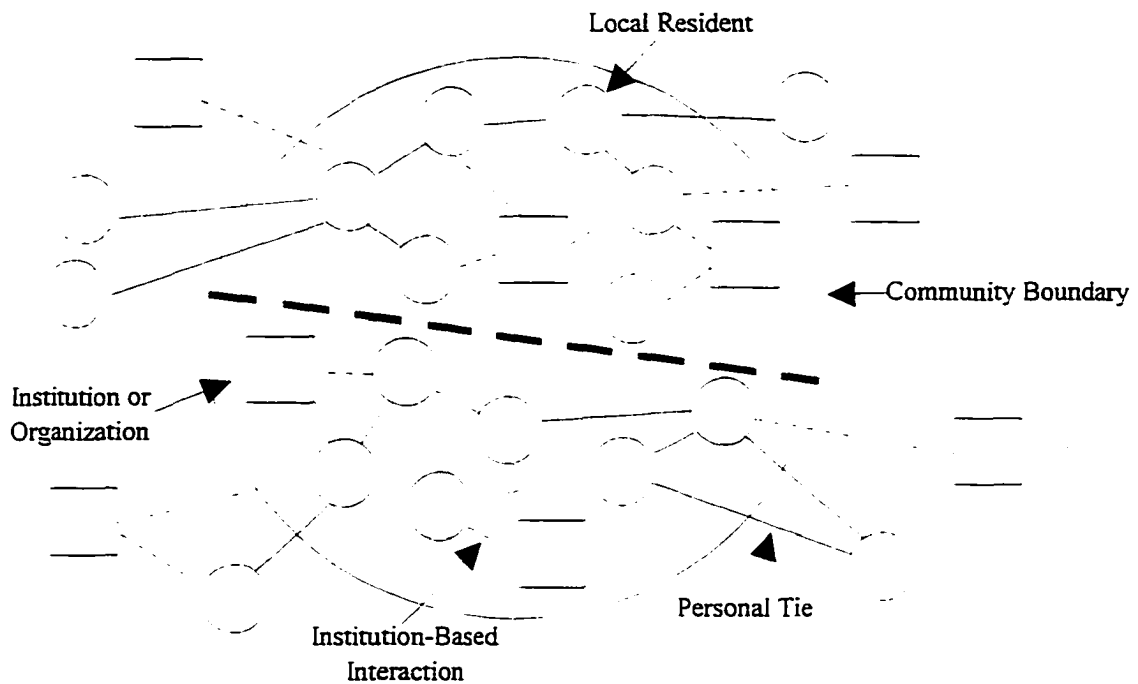 Local Resident
Community Boundary
Institution or
Organization
Personal Tie
Institution-Based
Interaction